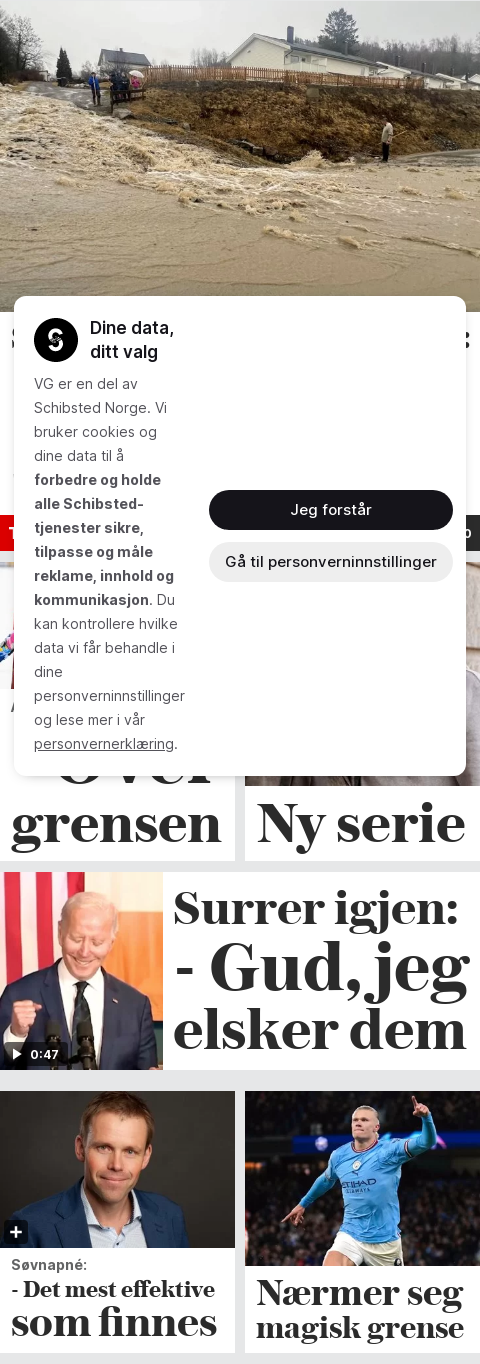 Dine data,
ditt valg
VG er en del av
Schibsted Norge. Vi
bruker cookies og
dine data til å
forbedre og holde
alle Schibsted-
tjenester sikre,
tilpasse og måle
reklame, innhold og
kommunikasjon. Du
kan kontrollere hvilke
data vi får behandle i
dine
personverninnstillinger
og lese mer i vår
personvernerklæring.
Jeg forstår
Gå til personverninnstillinger
grensen
Ny serie
Surrer igjen:
- Gud, jeg
elsker dem
0:47
Søvnapné:
- Det mest effektive
som finnes
ETIHAD
AIRWAYS
Nærmer seg
magisk grense